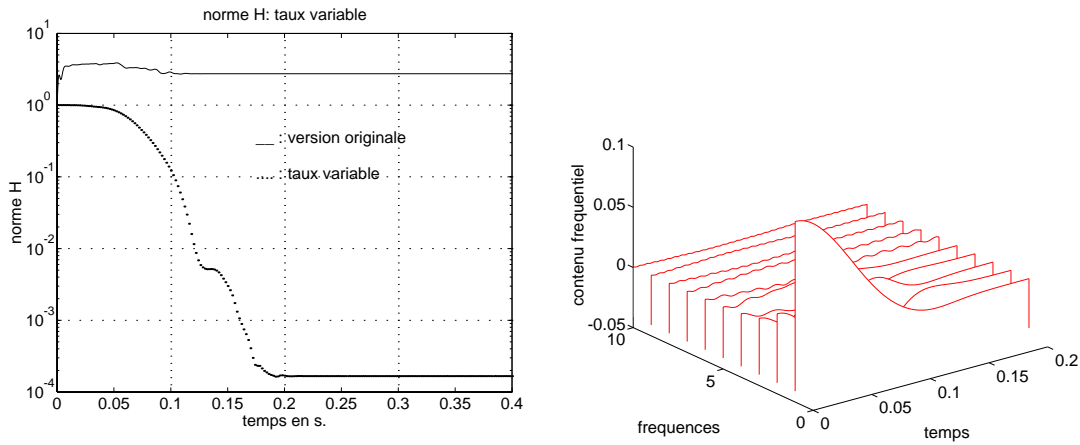 norme H: taux variable
norme H
10^1
10^0
10^-1
10^-2
10^-3
10^-4
__ : version originale
.... : taux variable
0 0.05 0.1 0.15 0.2 0.25 0.3 0.35 0.4
temps en s.
contenu frequentiel
0.1
0.05
0
-0.05
10
5
0
frequences
0
0.05
0.1
0.15
0.2
temps